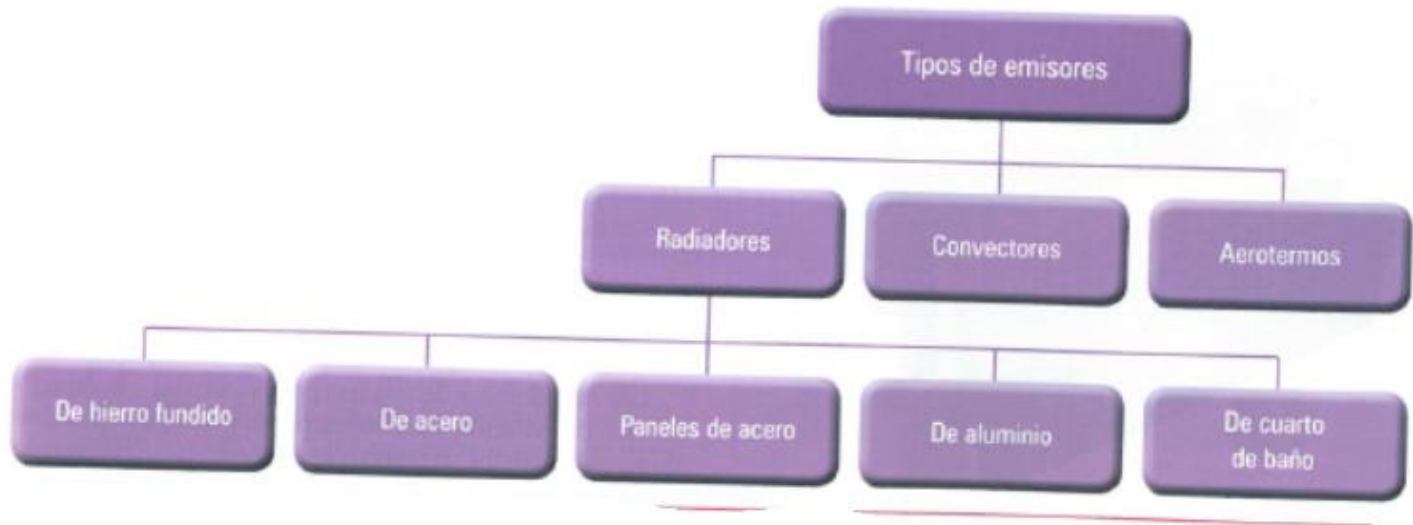 Tipos de emisores
Radiadores
Convectores
Aerotermos
De hierro fundido
De acero
Paneles de acero
De aluminio
De cuarto
de baño